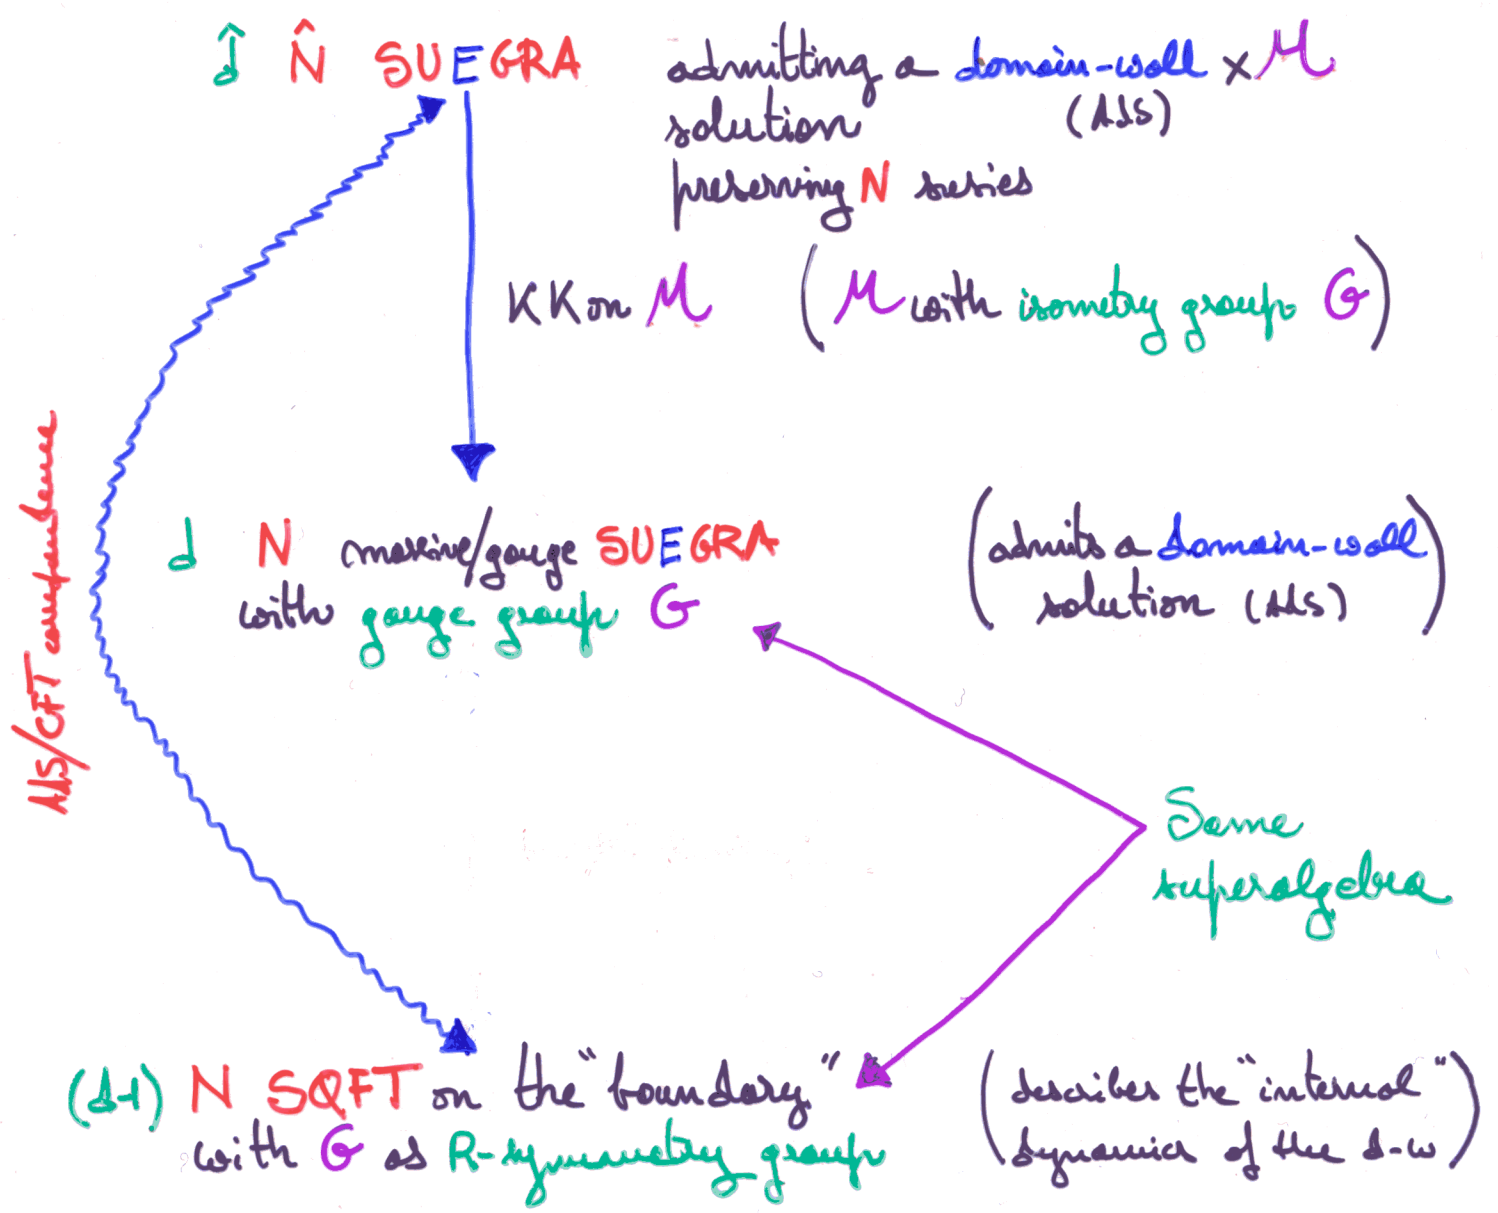 d̂ N̂ SUEGRA admitting a domain-wall × M
solution (AdS)
preserving N susies
KK on M (M with isometry group G)
AdS/CFT correspondence
d N massive/gauge SUEGRA (admits a domain-wall
with gauge group G solution (AdS))
Same
superalgebra
(d-1) N SQFT on the "boundary" (describes the "internal"
with G as R-symmetry group dynamics of the d-w)